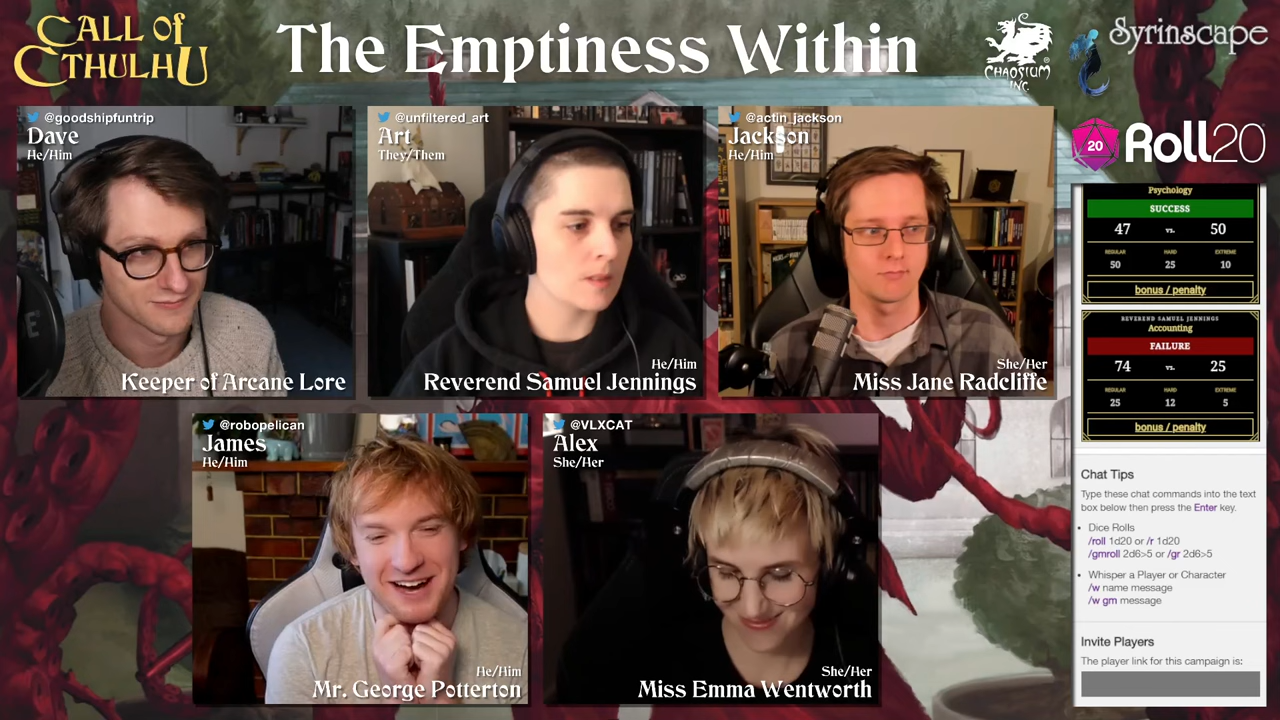 CALL OF
CTHULHU
The Emptiness Within
CHAOSIUM
INC.
Syrinscape
20
Roll20
@goodshipfuntrip
Dave
He/Him
Keeper of Arcane Lore
@unfiltered_art
Art
They/Them
He/Him
Reverend Samuel Jennings
@actin_jackson
Jackson
He/Him
She/Her
Miss Jane Radcliffe
@robopelican
James
He/Him
He/Him
Mr. George Potterton
@VLXCAT
Alex
She/Her
She/Her
Miss Emma Wentworth
Psychology
SUCCESS
47 vs. 50
REGULAR HARD EXTREME
50 25 10
bonus / penalty
REVEREND SAMUEL JENNINGS
Accounting
FAILURE
74 vs. 25
REGULAR HARD EXTREME
25 12 5
bonus / penalty
Chat Tips
Type these chat commands into the text
box below then press the Enter key.
• Dice Rolls
/roll 1d20 or /r 1d20
/gmroll 2d6>5 or /gr 2d6>5
• Whisper a Player or Character
/w name message
/w gm message
Invite Players
The player link for this campaign is: